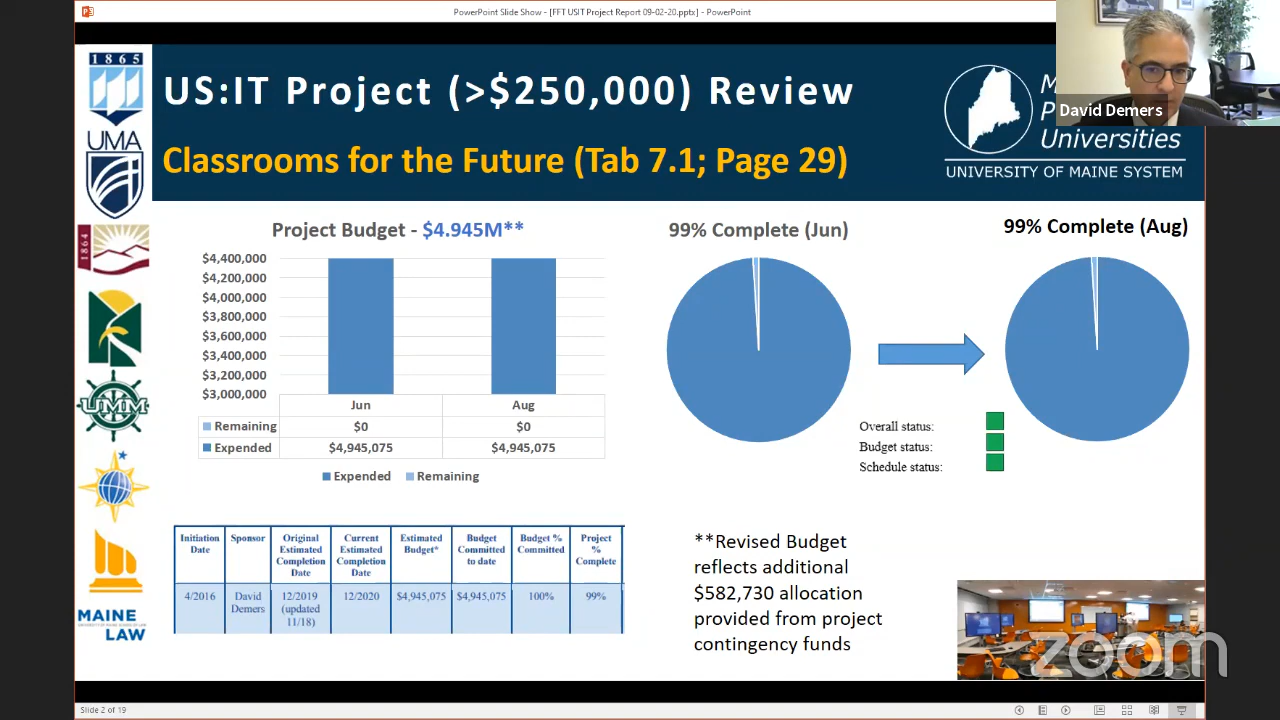 PowerPoint Slide Show - [FFT USIT Project Report 09-02-20.pptx] - PowerPoint
David Demers
1865
US:IT Project (>$250,000) Review
Classrooms for the Future (Tab 7.1; Page 29)
M
P
Universities
UNIVERSITY OF MAINE SYSTEM
UMA
1864
UMM
MAINE
LAW
Project Budget - $4.945M**
$4,400,000
$4,200,000
$4,000,000
$3,800,000
$3,600,000
$3,400,000
$3,200,000
$3,000,000
Jun Aug
Remaining $0 $0
Expended $4,945,075 $4,945,075
Expended Remaining
99% Complete (Jun)
99% Complete (Aug)
Overall status:
Budget status:
Schedule status:
Initiation Date Sponsor Original Estimated Completion Date Current Estimated Completion Date Estimated Budget* Budget Committed to date Budget % Committed Project % Complete
4/2016 David Demers 12/2019 (updated 11/18) 12/2020 $4,945,075 $4,945,075 100% 99%
**Revised Budget
reflects additional
$582,730 allocation
provided from project
contingency funds
zoom
Slide 2 of 19